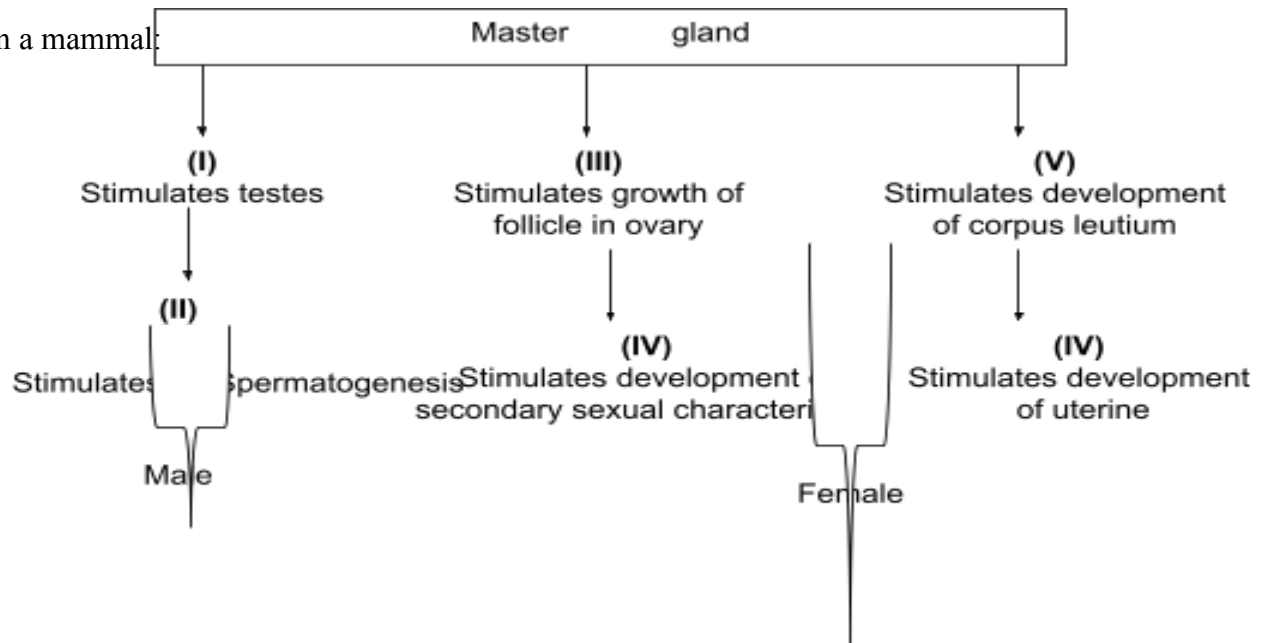 n a mammal:
Master gland
(I)
Stimulates testes
(III)
Stimulates growth of
follicle in ovary
(V)
Stimulates development
of corpus leutium
(II)
Stimulates Spermatogenesis
(IV)
Stimulates development
secondary sexual characteri
(IV)
Stimulates development
of uterine
Male
Female